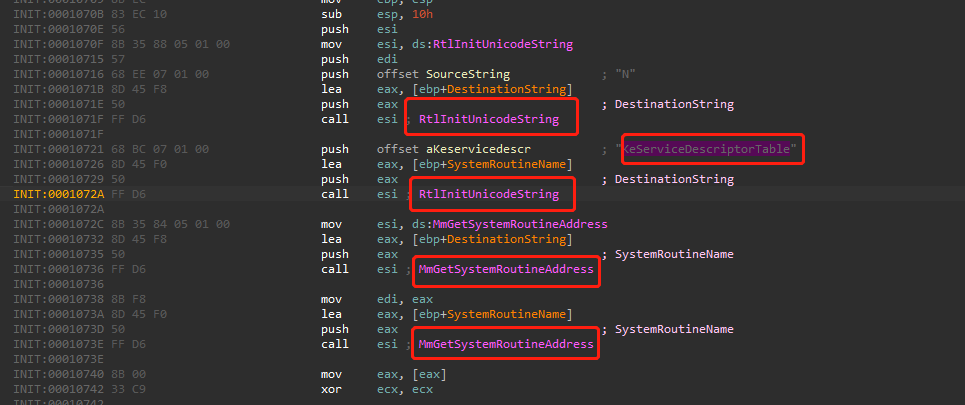 INIT:00010709 8B EC mov ebp, esp
INIT:0001070B 83 EC 10 sub esp, 10h
INIT:0001070E 56 push esi
INIT:0001070F 8B 35 88 05 01 00 mov esi, ds:RtlInitUnicodeString
INIT:00010715 57 push edi
INIT:00010716 68 EE 07 01 00 push offset SourceString ; "N"
INIT:0001071B 8D 45 F8 lea eax, [ebp+DestinationString]
INIT:0001071E 50 push eax ; DestinationString
INIT:0001071F FF D6 call esi ; RtlInitUnicodeString
INIT:0001071F
INIT:00010721 68 BC 07 01 00 push offset aKeservicedescr ; "KeServiceDescriptorTable"
INIT:00010726 8D 45 F0 lea eax, [ebp+SystemRoutineName]
INIT:00010729 50 push eax ; DestinationString
INIT:0001072A FF D6 call esi ; RtlInitUnicodeString
INIT:0001072A
INIT:0001072C 8B 35 84 05 01 00 mov esi, ds:MmGetSystemRoutineAddress
INIT:00010732 8D 45 F8 lea eax, [ebp+DestinationString]
INIT:00010735 50 push eax ; SystemRoutineName
INIT:00010736 FF D6 call esi ; MmGetSystemRoutineAddress
INIT:00010736
INIT:00010738 8B F8 mov edi, eax
INIT:0001073A 8D 45 F0 lea eax, [ebp+SystemRoutineName]
INIT:0001073D 50 push eax ; SystemRoutineName
INIT:0001073E FF D6 call esi ; MmGetSystemRoutineAddress
INIT:0001073E
INIT:00010740 8B 00 mov eax, [eax]
INIT:00010742 33 C9 xor ecx, ecx
INIT:00010742